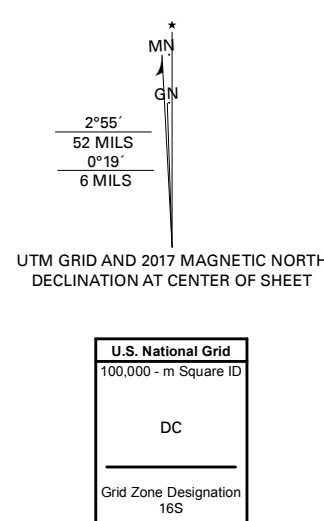 ★
MN
GN
2°55´
52 MILS
0°19´
6 MILS
UTM GRID AND 2017 MAGNETIC NORTH
DECLINATION AT CENTER OF SHEET
U.S. National Grid
100,000 - m Square ID
DC
Grid Zone Designation
16S